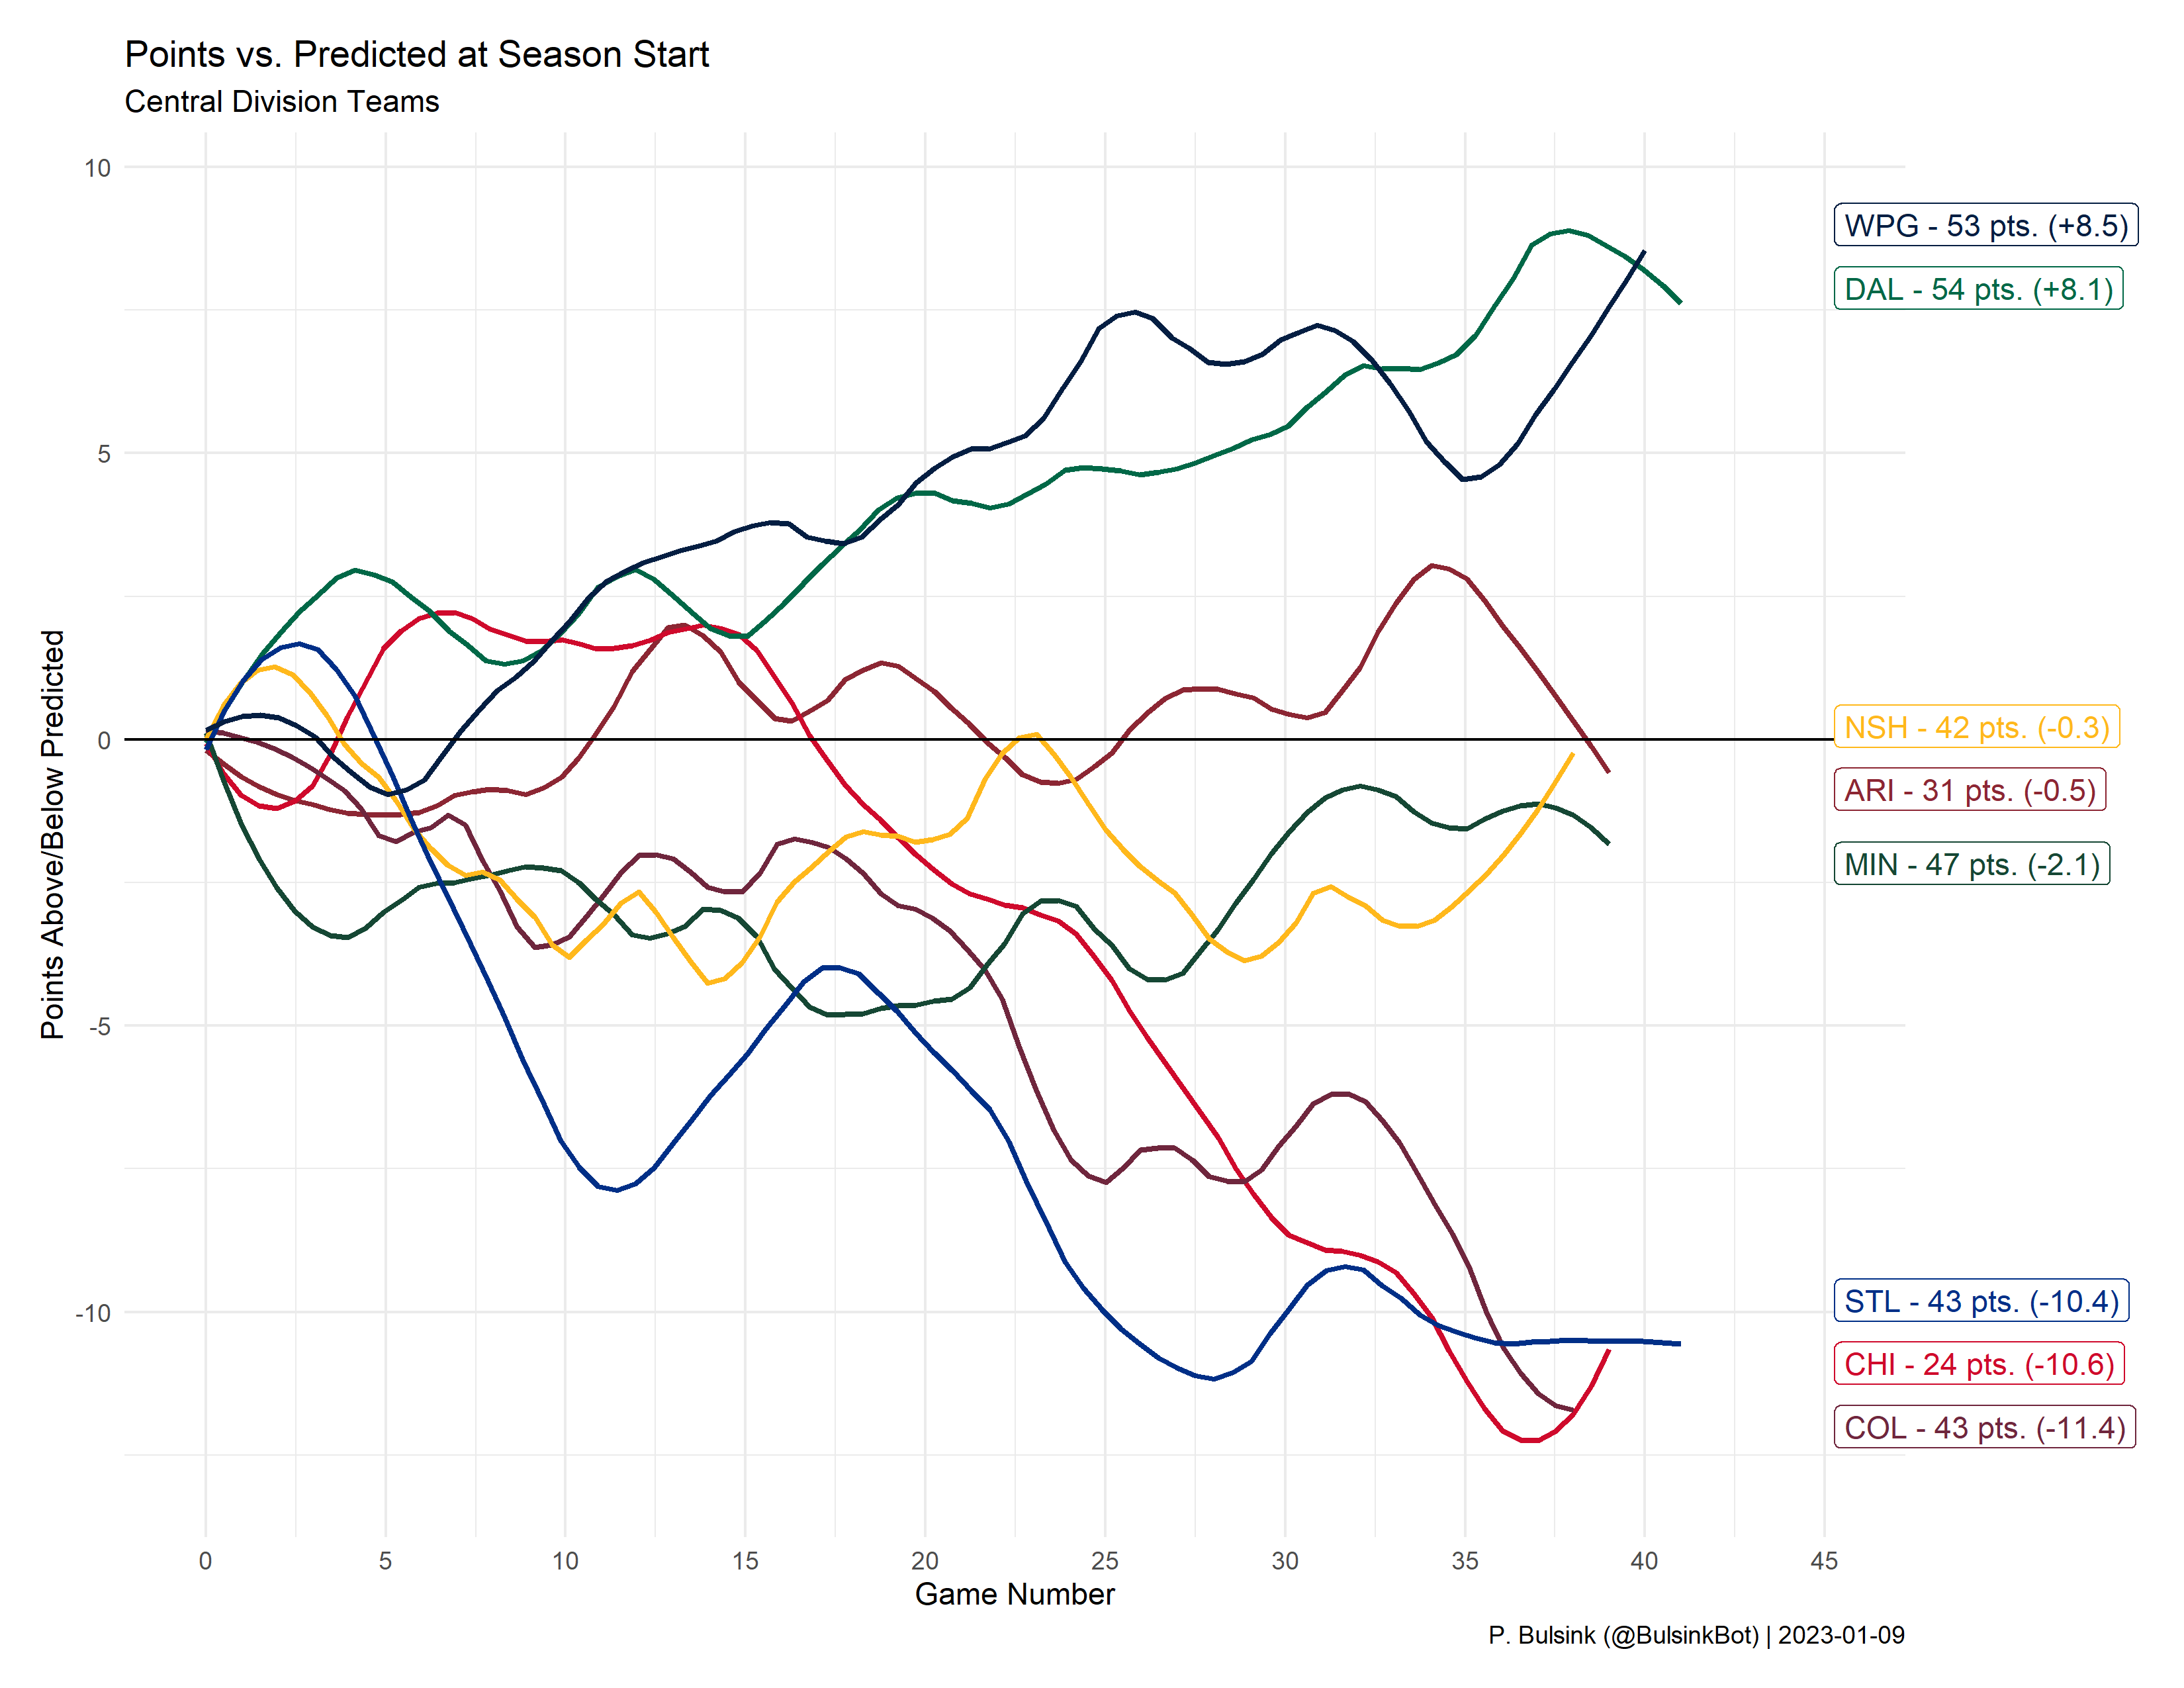 Points vs. Predicted at Season Start
Central Division Teams
Points Above/Below Predicted
10
5
0
-5
-10
WPG - 53 pts. (+8.5)
DAL - 54 pts. (+8.1)
NSH - 42 pts. (-0.3)
ARI - 31 pts. (-0.5)
MIN - 47 pts. (-2.1)
STL - 43 pts. (-10.4)
CHI - 24 pts. (-10.6)
COL - 43 pts. (-11.4)
0 5 10 15 20 25 30 35 40 45
Game Number
P. Bulsink (@BulsinkBot) | 2023-01-09